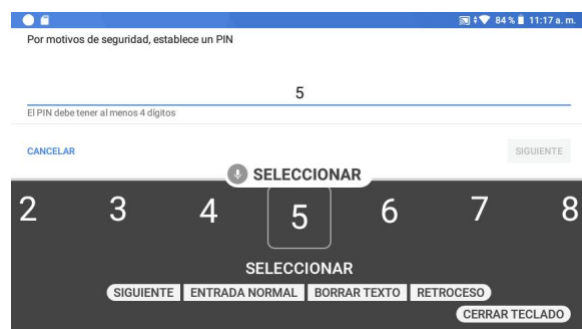 84 % 11:17 a. m.
Por motivos de seguridad, establece un PIN
5
El PIN debe tener al menos 4 dígitos
CANCELAR SIGUIENTE
SELECCIONAR
2 3 4 5 6 7 8
SELECCIONAR
SIGUIENTE ENTRADA NORMAL BORRAR TEXTO RETROCESO
CERRAR TECLADO